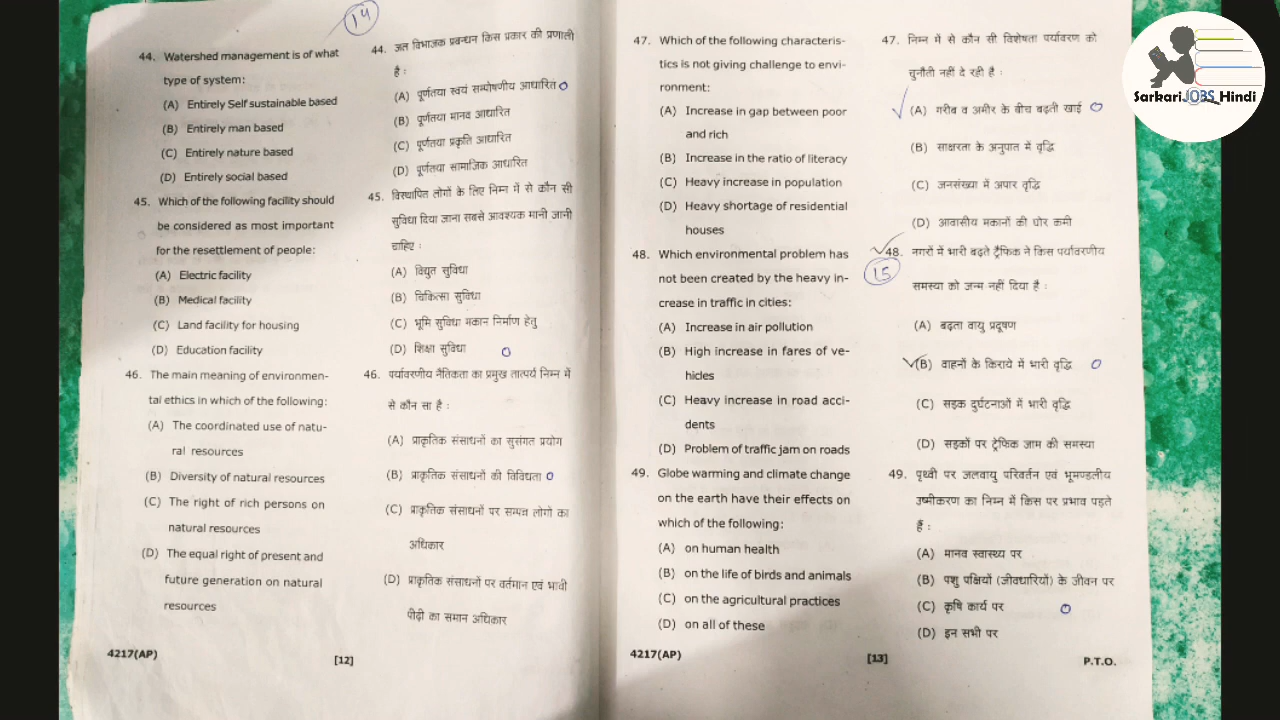 14
44. Watershed management is of what
type of system:
(A) Entirely Self sustainable based
(B) Entirely man based
(C) Entirely nature based
(D) Entirely social based
45. Which of the following facility should
be considered as most important
for the resettlement of people:
(A) Electric facility
(B) Medical facility
(C) Land facility for housing
(D) Education facility
46. The main meaning of environmen-
tal ethics in which of the following:
(A) The coordinated use of natu-
ral resources
(B) Diversity of natural resources
(C) The right of rich persons on
natural resources
(D) The equal right of present and
future generation on natural
resources
4217(AP)
[12]
44. जल विभाजक प्रबन्धन किस प्रकार की प्रणाली
है :
(A) पूर्णतया स्वयं सम्पोषणीय आधारित
(B) पूर्णतया मानव आधारित
(C) पूर्णतया प्रकृति आधारित
(D) पूर्णतया सामाजिक आधारित
45. विस्थापित लोगों के लिए निम्न में से कौन सी
सुविधा दिया जाना सबसे आवश्यक मानी जानी
चाहिए :
(A) विद्युत सुविधा
(B) चिकित्सा सुविधा
(C) भूमि सुविधा मकान निर्माण हेतु
(D) शिक्षा सुविधा
46. पर्यावरणीय नैतिकता का प्रमुख तात्पर्य निम्न में
से कौन सा है :
(A) प्राकृतिक संसाधनों का सुसंगत प्रयोग
(B) प्राकृतिक संसाधनों की विविधता
(C) प्राकृतिक संसाधनों पर सम्पन्न लोगों का
अधिकार
(D) प्राकृतिक संसाधनों पर वर्तमान एवं भावी
पीढ़ी का समान अधिकार
47. Which of the following characteris-
tics is not giving challenge to envi-
ronment:
(A) Increase in gap between poor
and rich
(B) Increase in the ratio of literacy
(C) Heavy increase in population
(D) Heavy shortage of residential
houses
48. Which environmental problem has
not been created by the heavy in-
crease in traffic in cities:
(A) Increase in air pollution
(B) High increase in fares of ve-
hicles
(C) Heavy increase in road acci-
dents
(D) Problem of traffic jam on roads
49. Globe warming and climate change
on the earth have their effects on
which of the following:
(A) on human health
(B) on the life of birds and animals
(C) on the agricultural practices
(D) on all of these
4217(AP)
[13]
47. निम्न में से कौन सी विशेषता पर्यावरण को
चुनौती नहीं दे रही है :
(A) गरीब व अमीर के बीच बढ़ती खाई
(B) साक्षरता के अनुपात में वृद्धि
(C) जनसंख्या में अपार वृद्धि
(D) आवासीय मकानों की घोर कमी
48. नगरों में भारी बढ़ते ट्रैफिक ने किस पर्यावरणीय
15
समस्या को जन्म नहीं दिया है :
(A) बढ़ता वायु प्रदूषण
(B) वाहनों के किराये में भारी वृद्धि
(C) सड़क दुर्घटनाओं में भारी वृद्धि
(D) सड़कों पर ट्रेफिक जाम की समस्या
49. पृथ्वी पर जलवायु परिवर्तन एवं भूमण्डलीय
उष्मीकरण का निम्न में किस पर प्रभाव पड़ते
हैं :
(A) मानव स्वास्थ्य पर
(B) पशु पक्षियों (जीवधारियों) के जीवन पर
(C) कृषि कार्य पर
(D) इन सभी पर
P.T.O.
SarkariJOBS_Hindi